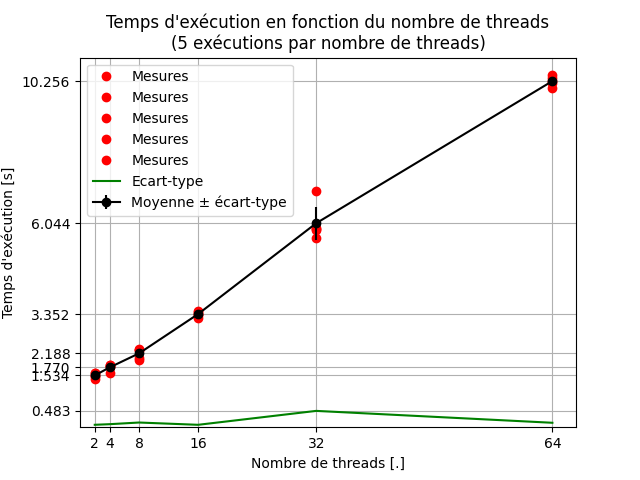 Temps d'exécution en fonction du nombre de threads
(5 exécutions par nombre de threads)
Mesures
Mesures
Mesures
Mesures
Mesures
Ecart-type
Moyenne ± écart-type
Temps d'exécution [s]
10.256
6.044
3.352
2.188
1.770
1.534
0.483
2 4 8 16 32 64
Nombre de threads [.]